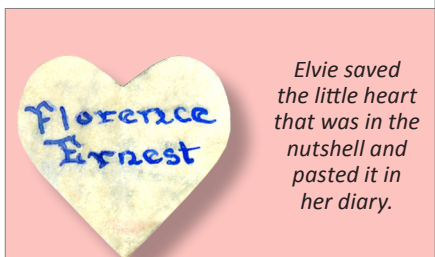 Florence
Ernest
Elvie saved
the little heart
that was in the
nutshell and
pasted it in
her diary.